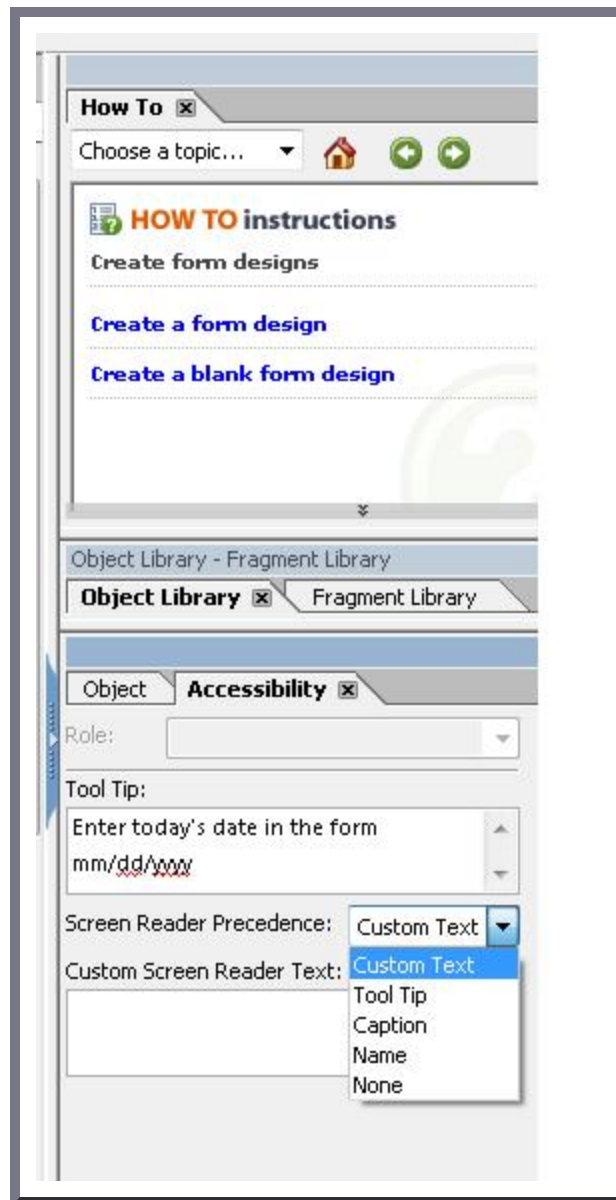 How To
Choose a topic...
HOW TO instructions
Create form designs
Create a form design
Create a blank form design
Object Library - Fragment Library
Object Library Fragment Library
Object Accessibility
Role:
Tool Tip:
Enter today's date in the form
mm/dd/yyyy
Screen Reader Precedence: Custom Text
Custom Screen Reader Text: Custom Text
Tool Tip
Caption
Name
None